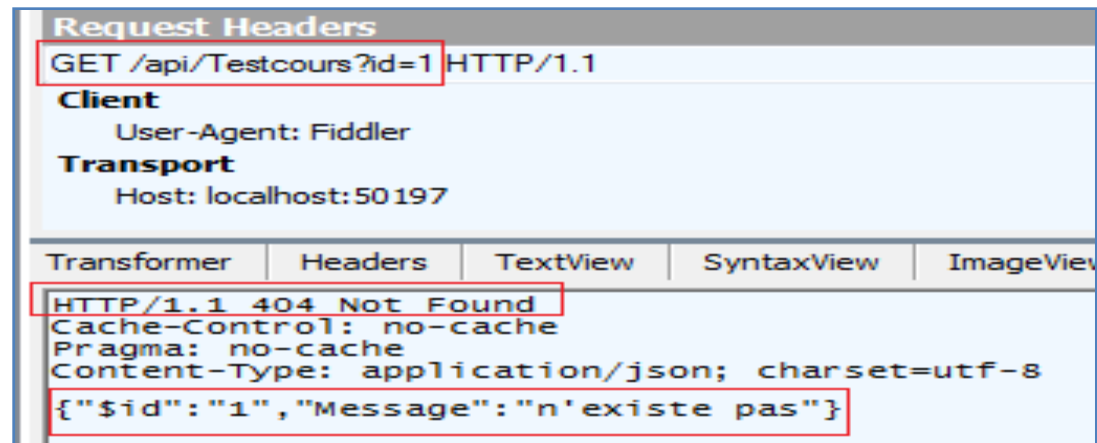 Request Headers
GET /api/Testcours?id=1 HTTP/1.1
Client
User-Agent: Fiddler
Transport
Host: localhost:50197
Transformer Headers TextView SyntaxView ImageView
HTTP/1.1 404 Not Found
Cache-Control: no-cache
Pragma: no-cache
Content-Type: application/json; charset=utf-8
{"$id":"1","Message":"n'existe pas"}